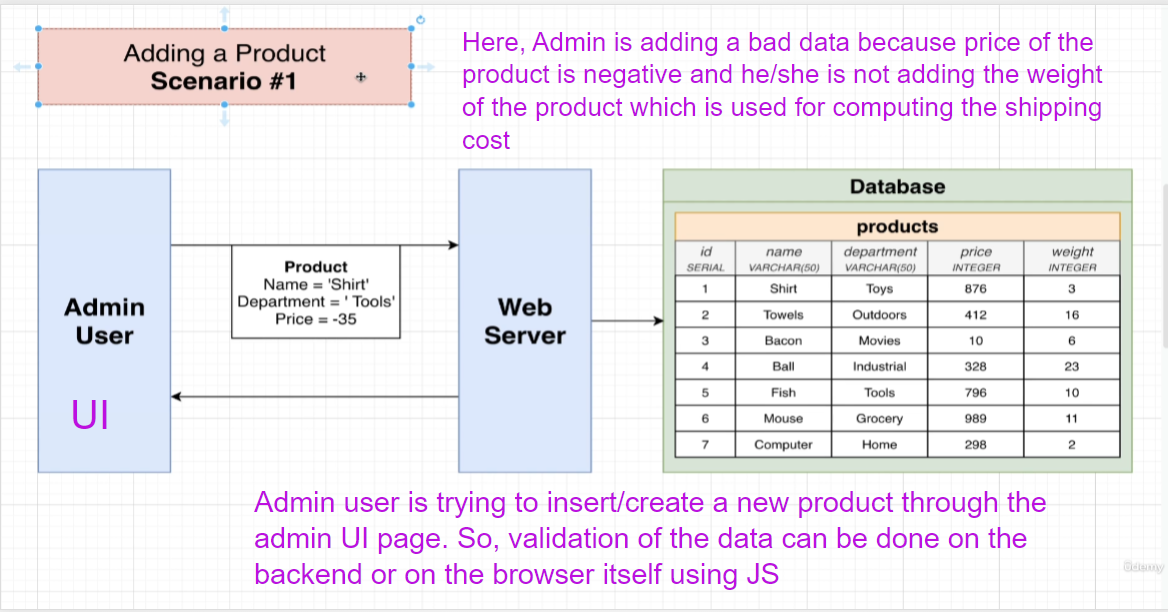 Adding a Product
Scenario #1
Here, Admin is adding a bad data because price of the
product is negative and he/she is not adding the weight
of the product which is used for computing the shipping
cost
Admin
User
UI
Product
Name = 'Shirt'
Department = ' Tools'
Price = -35
Web
Server
Database
products
id name department price weight
SERIAL VARCHAR(50) VARCHAR(50) INTEGER INTEGER
1 Shirt Toys 876 3
2 Towels Outdoors 412 16
3 Bacon Movies 10 6
4 Ball Industrial 328 23
5 Fish Tools 796 10
6 Mouse Grocery 989 11
7 Computer Home 298 2
Admin user is trying to insert/create a new product through the
admin UI page. So, validation of the data can be done on the
backend or on the browser itself using JS
ûdemy